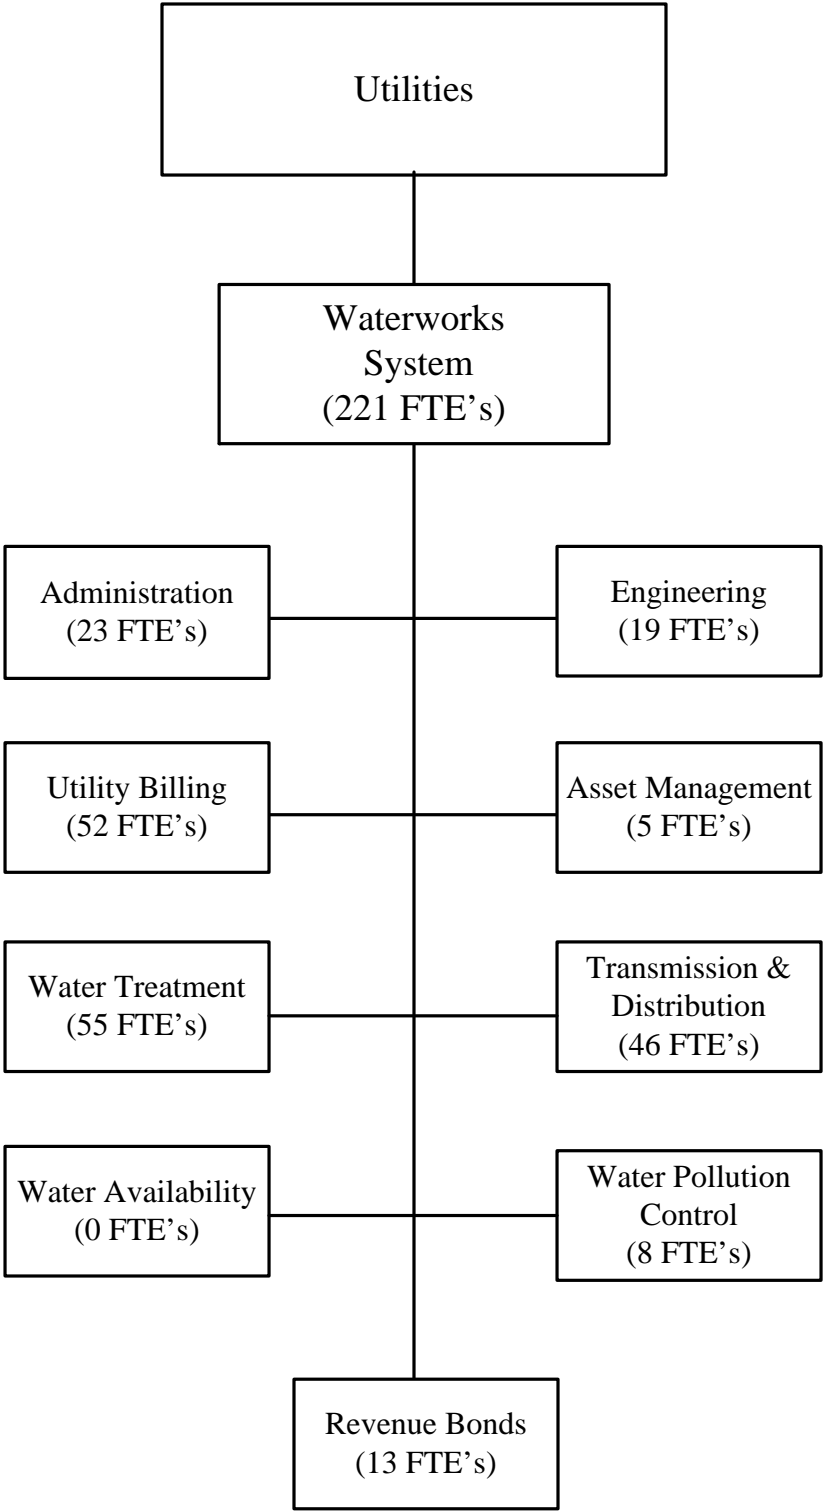 Utilities
Waterworks
System
(221 FTE’s)
Administration
(23 FTE’s)
Engineering
(19 FTE’s)
Utility Billing
(52 FTE’s)
Asset Management
(5 FTE’s)
Water Treatment
(55 FTE’s)
Transmission &
Distribution
(46 FTE’s)
Water Availability
(0 FTE’s)
Water Pollution
Control
(8 FTE’s)
Revenue Bonds
(13 FTE’s)